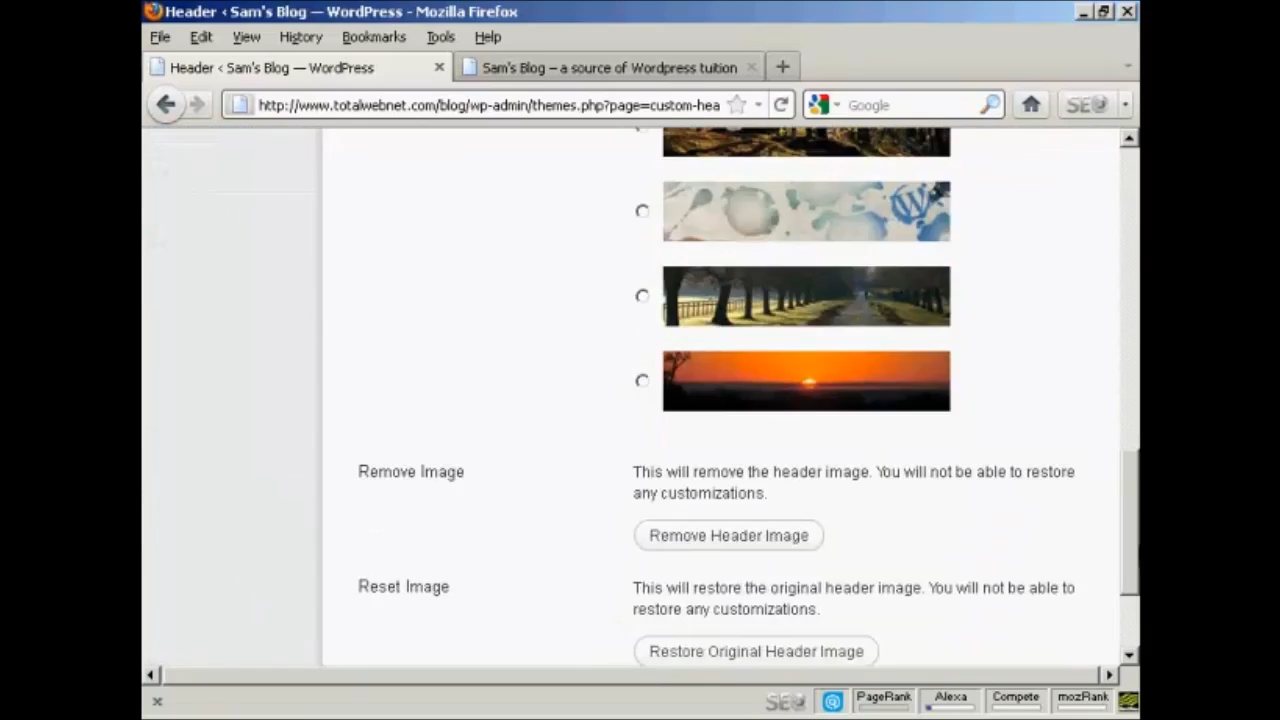 Header ‹ Sam's Blog — WordPress - Mozilla Firefox
File Edit View History Bookmarks Tools Help
Header ‹ Sam's Blog — WordPress
Sam's Blog – a source of Wordpress tuition
http://www.totalwebnet.com/blog/wp-admin/themes.php?page=custom-hea
Google
SEO
W
Remove Image
This will remove the header image. You will not be able to restore
any customizations.
Remove Header Image
Reset Image
This will restore the original header image. You will not be able to
restore any customizations.
Restore Original Header Image
SEO PageRank Alexa Compete mozRank